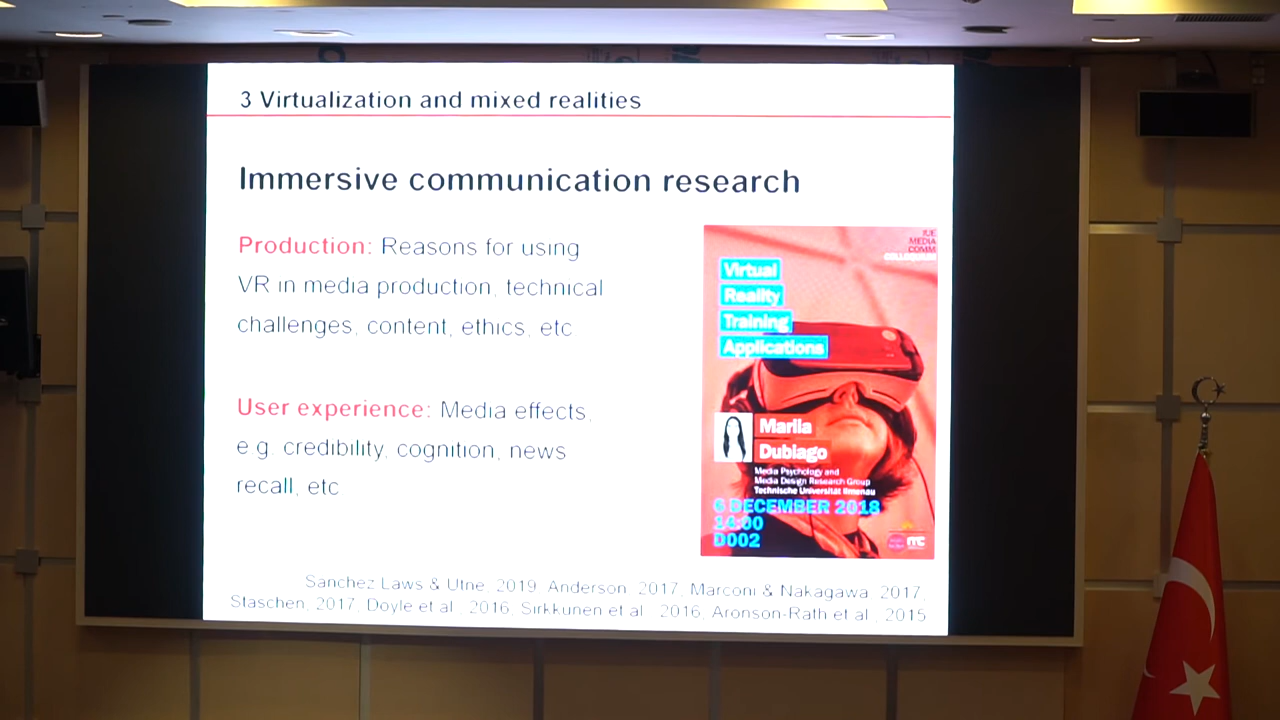 3 Virtualization and mixed realities
Immersive communication research
Production: Reasons for using
VR in media production, technical
challenges, content, ethics, etc
User experience: Media effects,
e.g. credibility, cognition, news
recall, etc
IUE
MEDIA
COMM
COLLOQUIUM
Virtual
Reality
Training
Applications
Mariia
Dubiago
Media Psychology and
Media Design Research Group
Technische Universität Ilmenau
6 DECEMBER 2018
14:00
D002
Sanchez Laws & Utne, 2019, Anderson, 2017, Marconi & Nakagawa, 2017,
Staschen, 2017, Doyle et al., 2016, Sirkkunen et al., 2016, Aronson-Rath et al., 2015